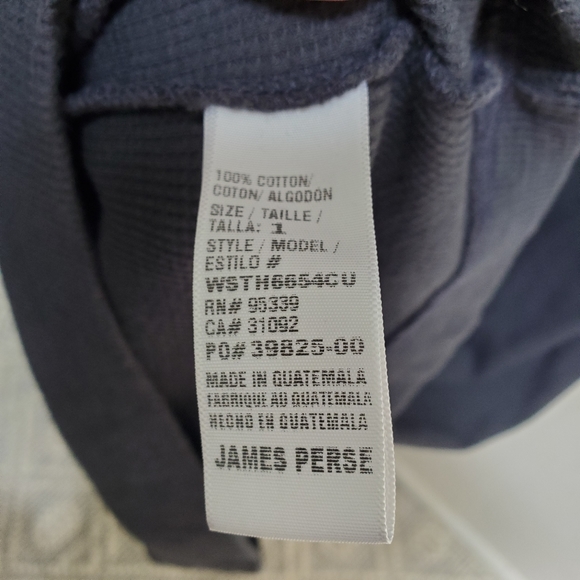 100% COTTON/
COTON/ ALGODON
SIZE / TAILLE /
TALLA: 1
STYLE / MODEL /
ESTILO #
WSTH6654CU
RN# 95339
CA# 31092
PO# 39825-00
MADE IN GUATEMALA
FABRIQUE AU GUATEMALA
HECHO EN GUATEMALA
JAMES PERSE